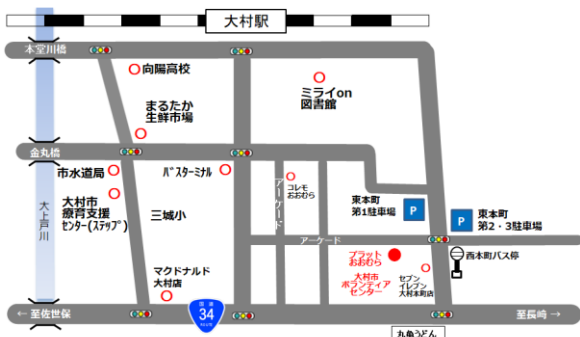 大村駅
本堂川橋
向陽高校
ミライon
図書館
まるたか
生鮮市場
金丸橋
市水道局
バスターミナル
コレモ
おおむら
アーケード
大村市
療育支援
センター(ステップ)
三城小
大上戸川
東本町
第1駐車場
P
P
東本町
第2・3駐車場
アーケード
プラット
おおむら
大村市
ボランティア
センター
セブン
イレブン
大村本町店
西本町バス停
マクドナルド
大村店
← 至佐世保
国道
34
ROUTE
至長崎 →
丸亀うどん